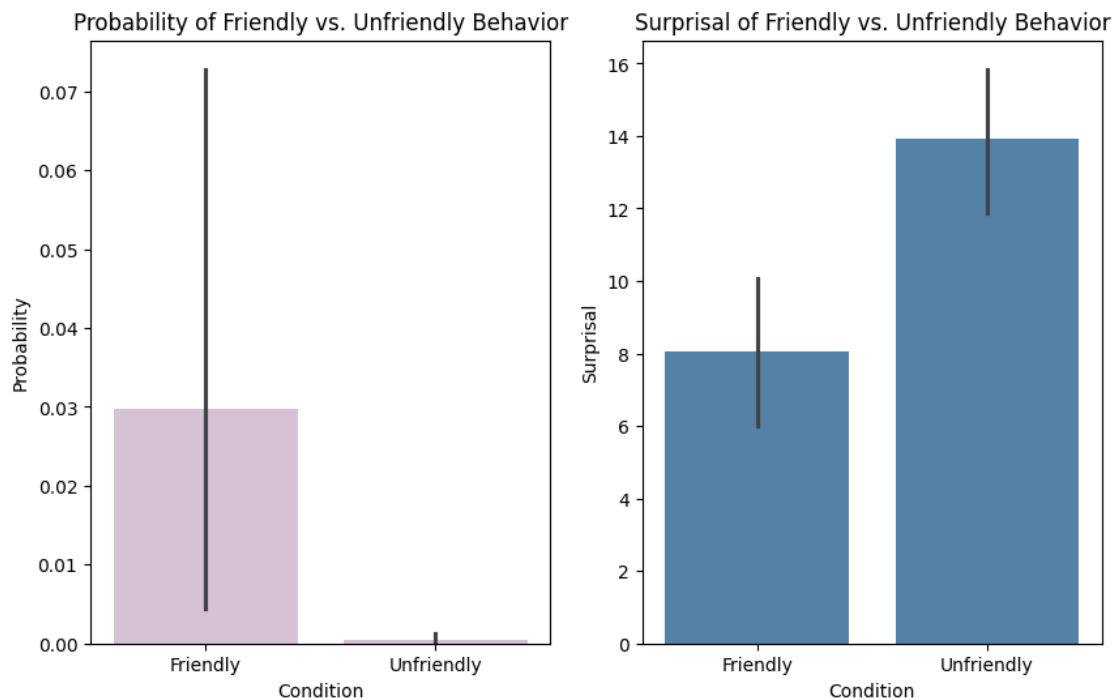 Probability of Friendly vs. Unfriendly Behavior
0.07
0.06
0.05
0.04
0.03
0.02
0.01
0.00
Probability
Friendly
Unfriendly
Condition
Surprisal of Friendly vs. Unfriendly Behavior
16
14
12
10
8
6
4
2
0
Surprisal
Friendly
Unfriendly
Condition